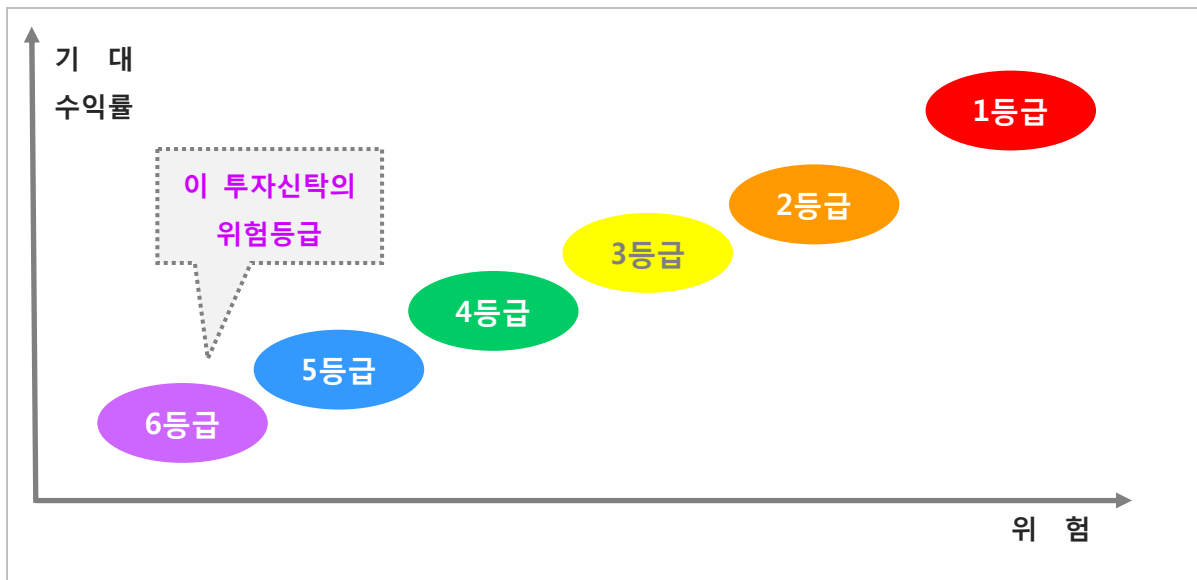 기 대
수익률
1등급
이 투자신탁의
위험등급
2등급
3등급
4등급
5등급
6등급
위 험